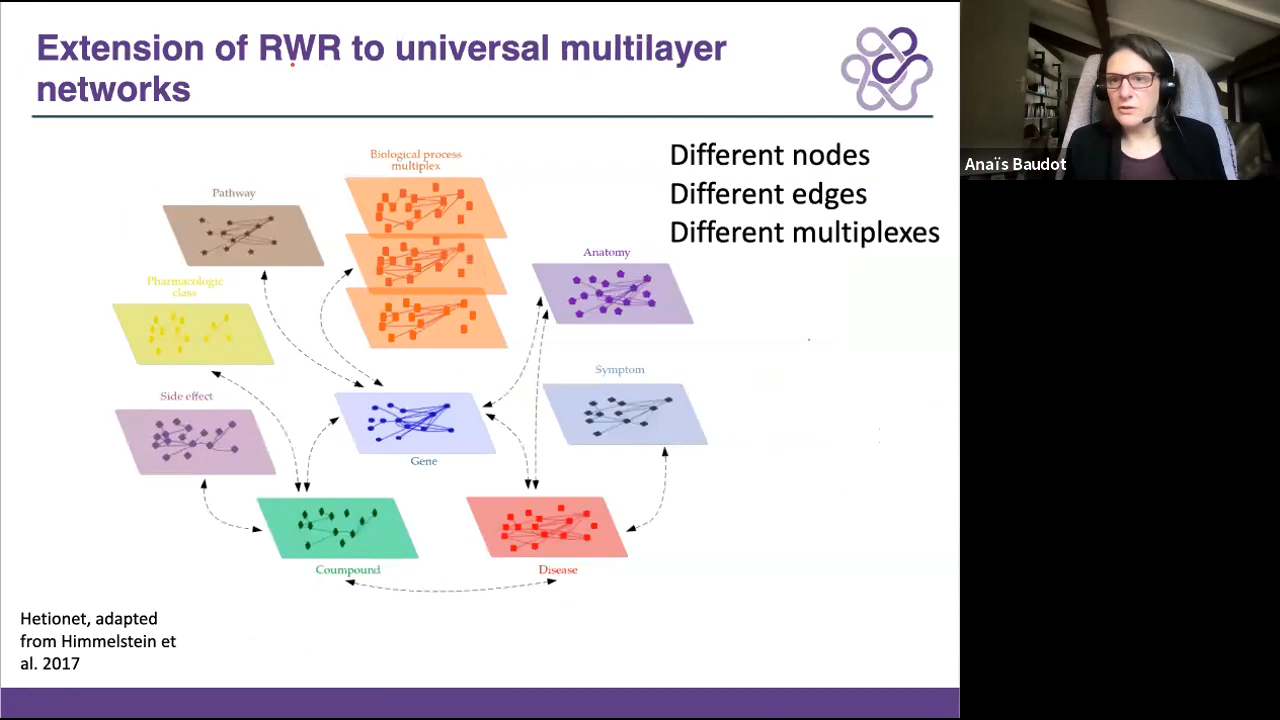 Extension of RWR to universal multilayer
networks
Anaïs Baudot
Different nodes
Different edges
Different multiplexes
Biological process
multiplex
Pathway
Anatomy
Pharmacologic
class
Symptom
Side effect
Gene
Coumpound
Disease
Hetionet, adapted
from Himmelstein et
al. 2017